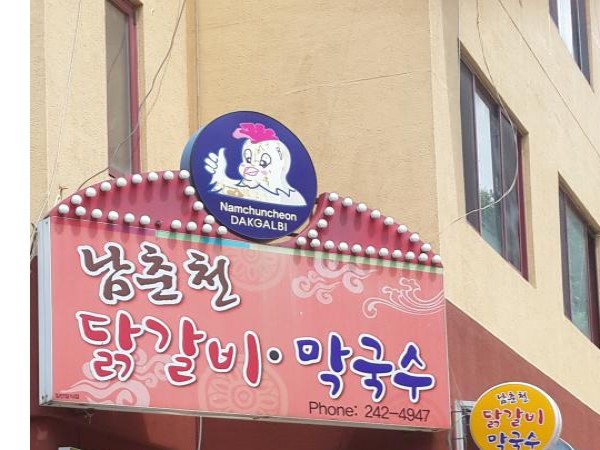 Namchuncheon
DAKGALBI
남춘천
닭갈비·막국수
Phone: 242-4947
남춘천
닭갈비
막국수